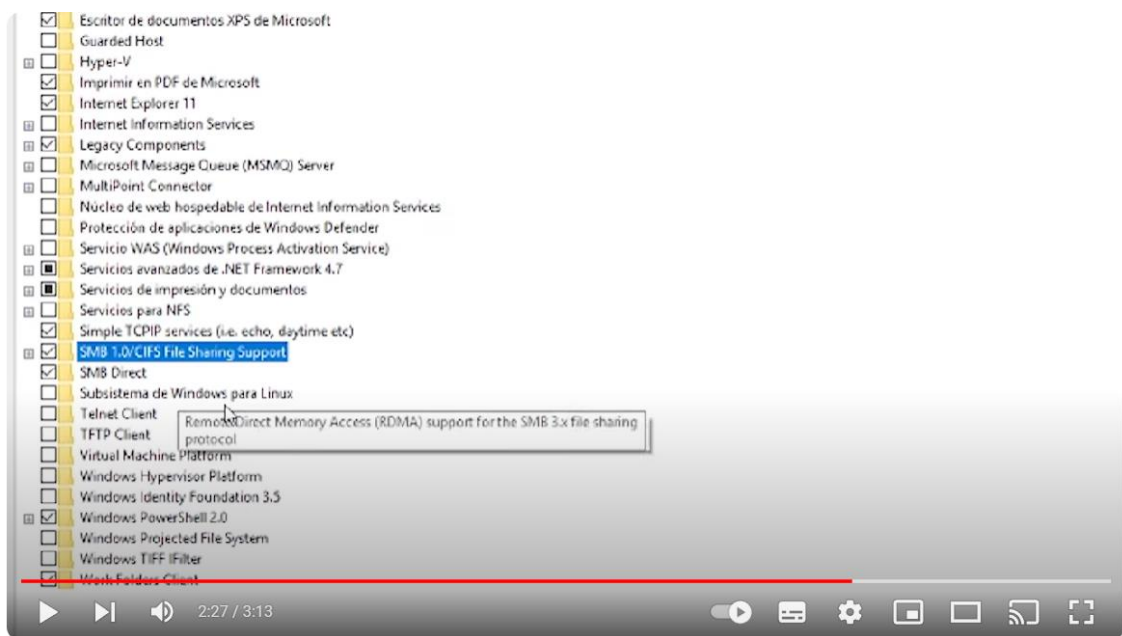 Escritor de documentos XPS de Microsoft
Guarded Host
Hyper-V
Imprimir en PDF de Microsoft
Internet Explorer 11
Internet Information Services
Legacy Components
Microsoft Message Queue (MSMQ) Server
MultiPoint Connector
Núcleo de web hospedable de Internet Information Services
Protección de aplicaciones de Windows Defender
Servicio WAS (Windows Process Activation Service)
Servicios avanzados de .NET Framework 4.7
Servicios de impresión y documentos
Servicios para NFS
Simple TCPIP services (i.e. echo, daytime etc)
SMB 1.0/CIFS File Sharing Support
SMB Direct
Subsistema de Windows para Linux
Telnet Client
Remote Direct Memory Access (RDMA) support for the SMB 3.x file sharing
protocol
TFTP Client
Virtual Machine Platform
Windows Hypervisor Platform
Windows Identity Foundation 3.5
Windows PowerShell 2.0
Windows Projected File System
Windows TIFF IFilter
Work Folders Client
2:27 / 3:13